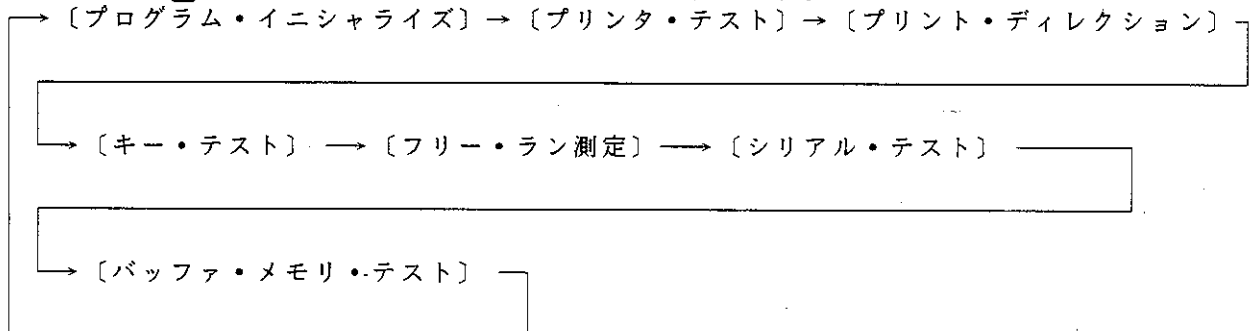 →〔プログラム・イニシャライズ〕→〔プリンタ・テスト〕→〔プリント・ディレクション〕
→〔キー・テスト〕→〔フリー・ラン測定〕→〔シリアル・テスト〕
→〔バッファ・メモリ・テスト〕